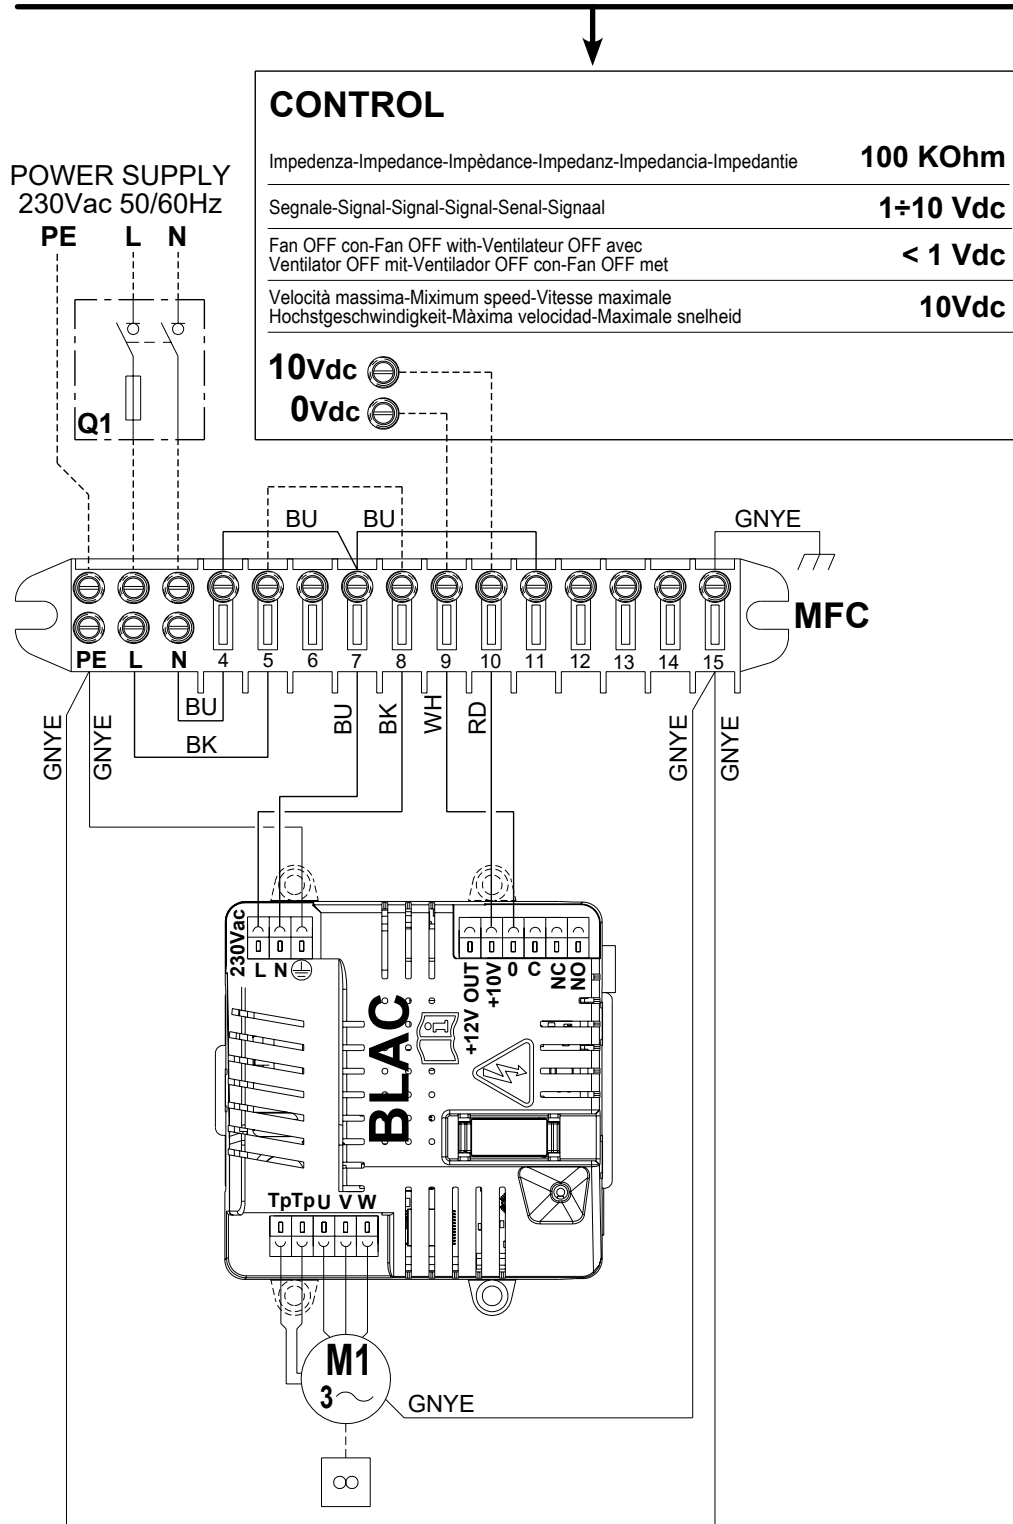 CONTROL
Impedenza-Impedance-Impèdance-Impedanz-Impedancia-Impedantie 100 KOhm
Segnale-Signal-Signal-Signal-Senal-Signaal 1÷10 Vdc
Fan OFF con-Fan OFF with-Ventilateur OFF avec
Ventilator OFF mit-Ventilador OFF con-Fan OFF met < 1 Vdc
Velocità massima-Miximum speed-Vitesse maximale
Hochstgeschwindigkeit-Màxima velocidad-Maximale snelheid 10Vdc
10Vdc
0Vdc
POWER SUPPLY
230Vac 50/60Hz
PE L N
Q1
BU BU GNYE
MFC
PE L N 4 5 6 7 8 9 10 11 12 13 14 15
GNYE GNYE BU BU BK WH RD GNYE GNYE
BK
230Vac
L N
+12V OUT +10V 0 C NC NO
BLAC
i
Tp Tp U V W
M1
3
GNYE